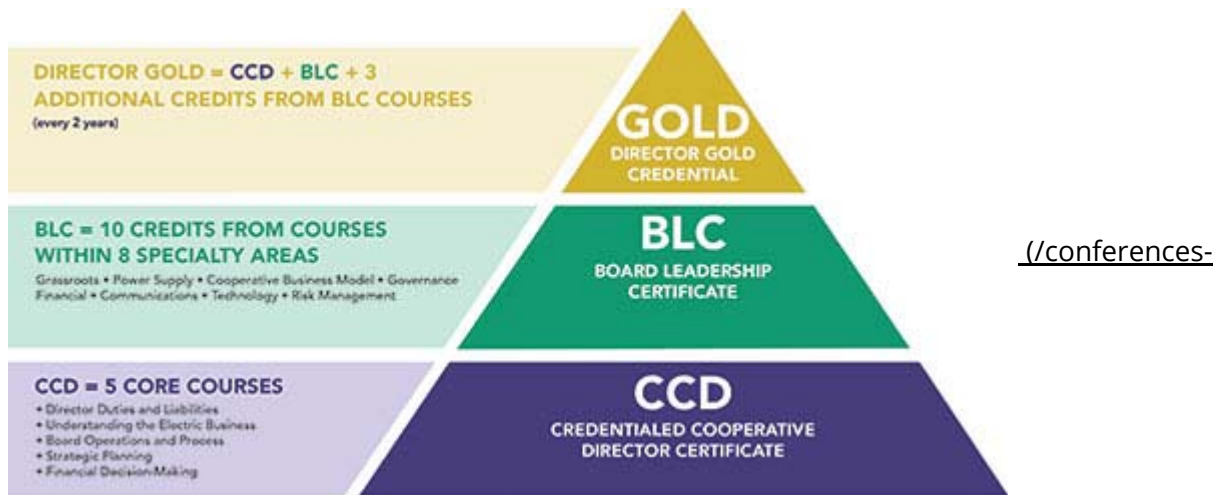 DIRECTOR GOLD = CCD + BLC + 3
ADDITIONAL CREDITS FROM BLC COURSES
(every 2 years)
GOLD
DIRECTOR GOLD
CREDENTIAL
BLC = 10 CREDITS FROM COURSES
WITHIN 8 SPECIALTY AREAS
Grassroots • Power Supply • Cooperative Business Model • Governance
Financial • Communications • Technology • Risk Management
BLC
BOARD LEADERSHIP
CERTIFICATE
(/conferences-
CCD = 5 CORE COURSES
• Director Duties and Liabilities
• Understanding the Electric Business
• Board Operations and Process
• Strategic Planning
• Financial Decision-Making
CCD
CREDENTIALED COOPERATIVE
DIRECTOR CERTIFICATE